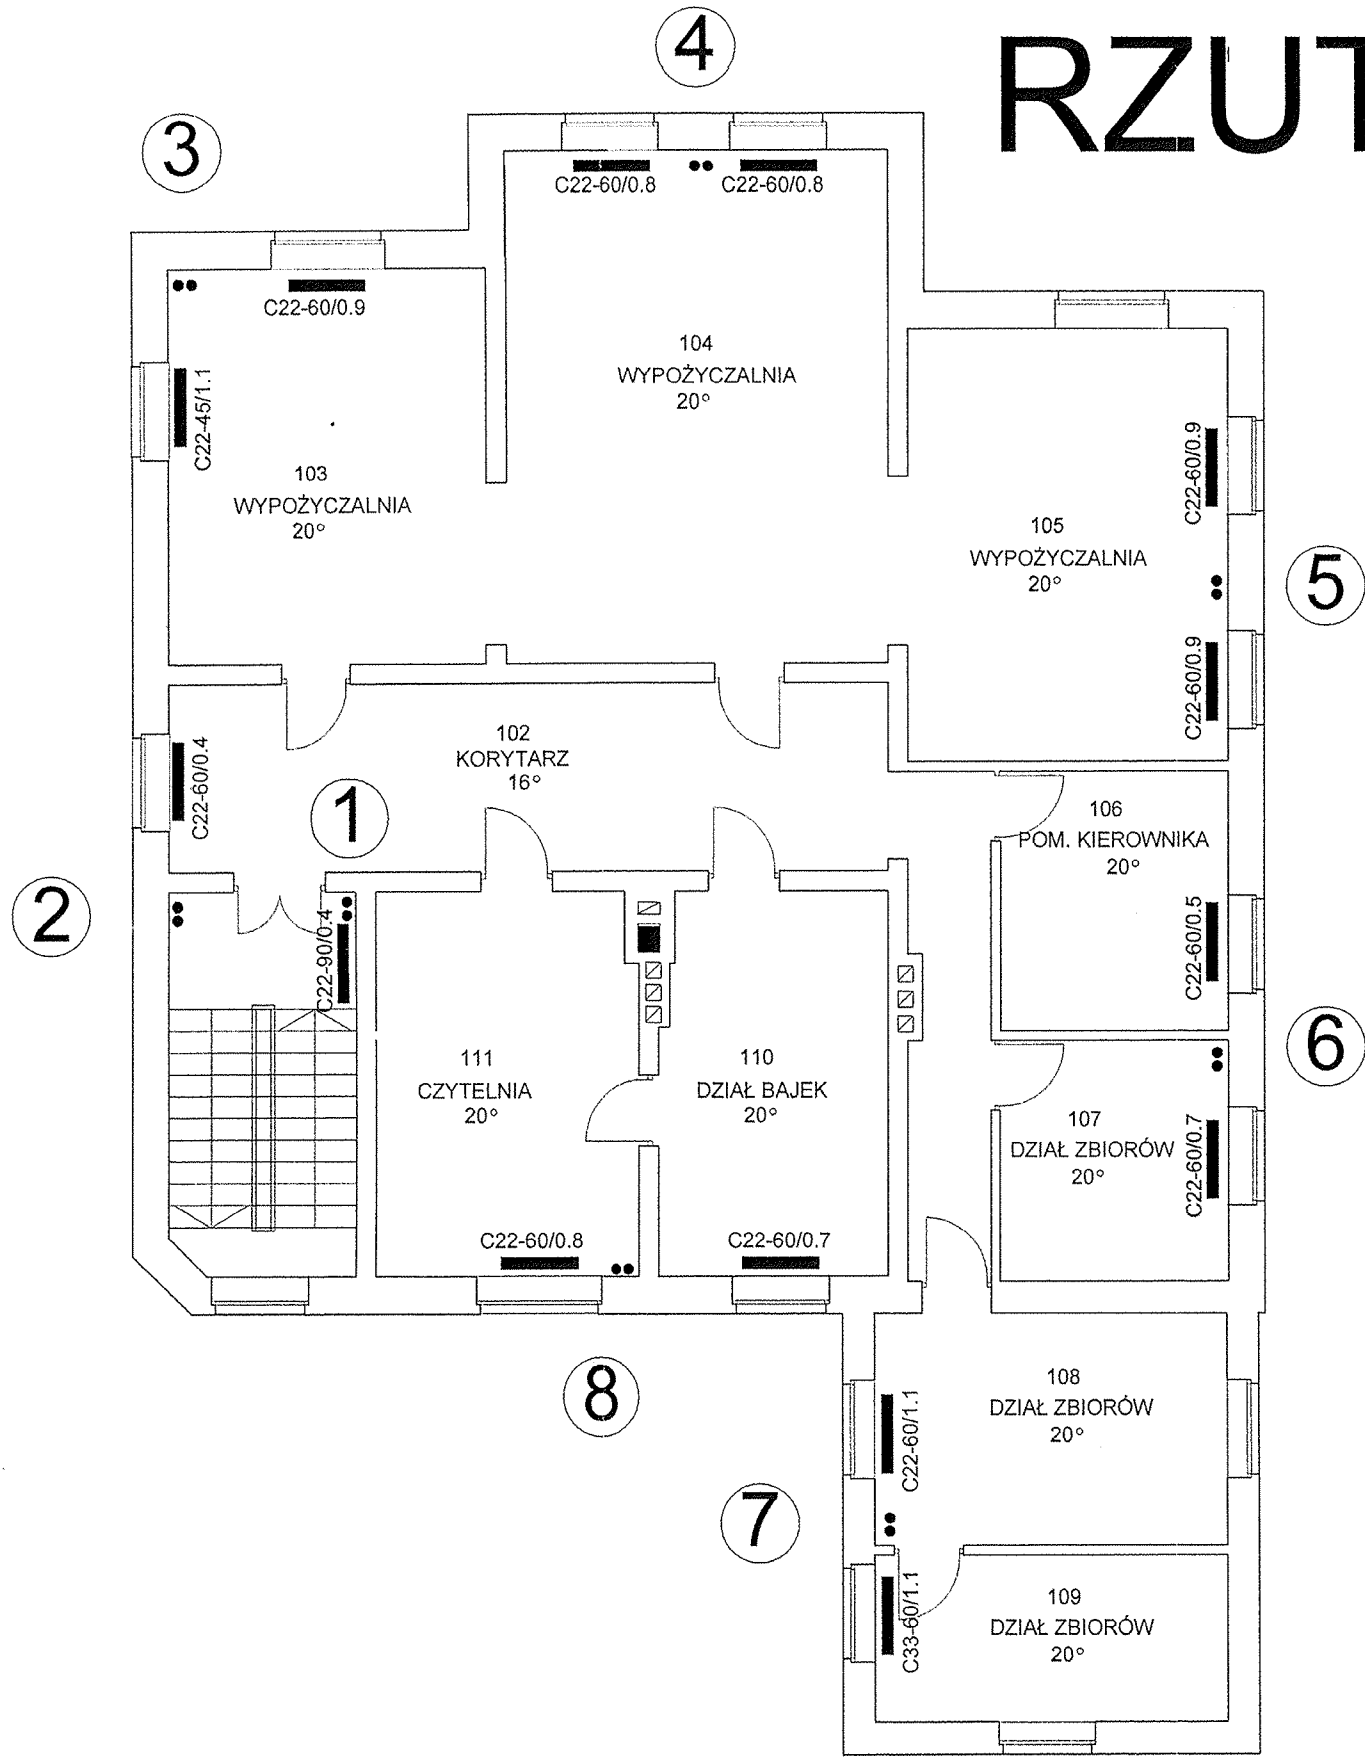 RZUT
4
3
C22-60/0.8
C22-60/0.8
C22-60/0.9
C22-45/1.1
104
WYPOŻYCZALNIA
20°
103
WYPOŻYCZALNIA
20°
C22-60/0.9
105
WYPOŻYCZALNIA
20°
5
C22-60/0.9
102
KORYTARZ
16°
C22-60/0.4
1
106
POM. KIEROWNIKA
20°
2
C22-90/0.4
C22-60/0.5
6
111
CZYTELNIA
20°
110
DZIAŁ BAJEK
20°
107
DZIAŁ ZBIORÓW
20°
C22-60/0.7
C22-60/0.8
C22-60/0.7
8
108
DZIAŁ ZBIORÓW
20°
C22-60/1.1
7
109
DZIAŁ ZBIORÓW
20°
C33-60/1.1